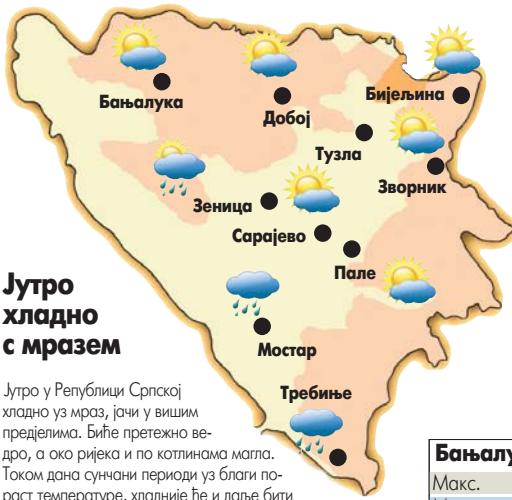 Бањалука
Добој
Бијељина
Тузла
Зворник
Зеница
Сарајево
Пале
Мостар
Требиње
Јутро
хладно
с мразем
Јутро у Републици Српској
хладно уз мраз, јачи у вишим
предјелима. Биће претежно ве-
дро, а око ријека и по котлинама магла.
Током дана сунчани периоди уз благи по-
раст температуре, хладније ће и даље бити
Макс.